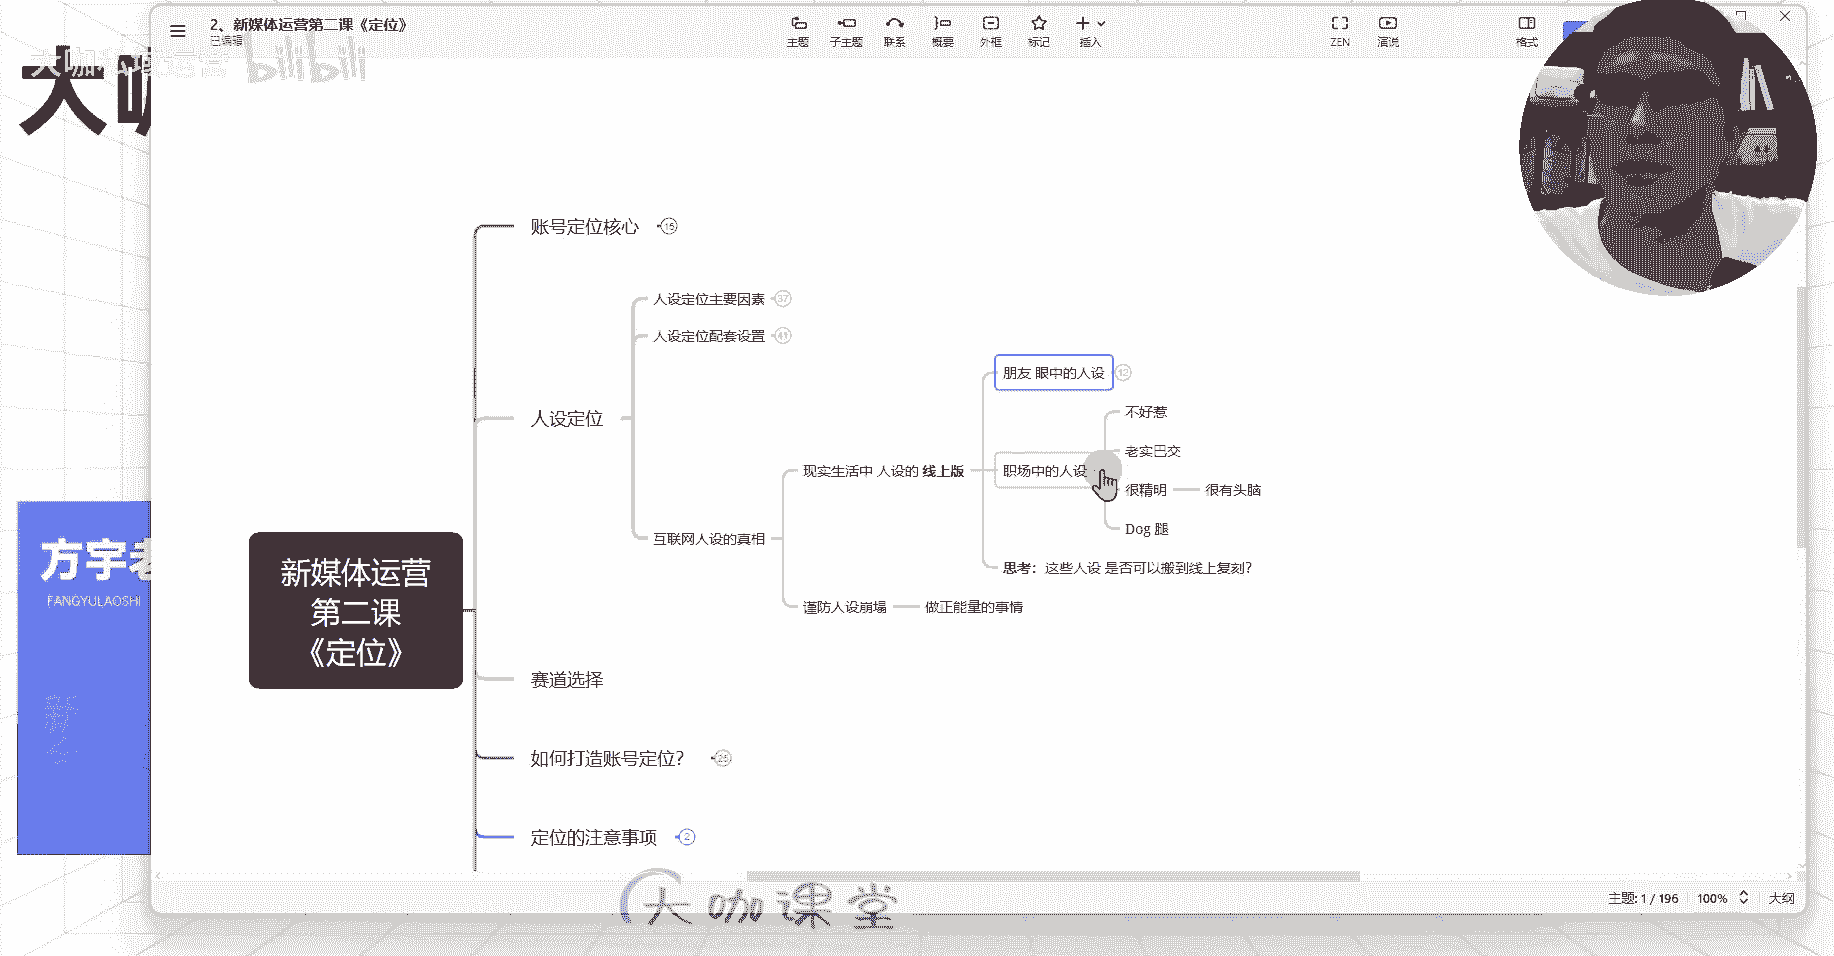 2、新媒体运营第二课《定位》
已编辑
主题
子主题
联系
概要
外框
标记
插入
ZEN
演说
格式
大咖私域运营
bilibili
大咖
账号定位核心 15
人设定位主要因素 37
人设定位配套设置 41
朋友 眼中的人设 12
不好惹
人设定位
老实巴交
现实生活中 人设的 线上版
职场中的人设
很精明
很有头脑
Dog 腿
互联网人设的真相
思考：这些人设 是否可以搬到线上复刻？
新媒体运营
第二课
《定位》
谨防人设崩塌
做正能量的事情
方宇老
FANGYULAOSHI
赛道选择
如何打造账号定位？
定位的注意事项 2
大咖课堂
主题: 1 / 196
100%
大纲